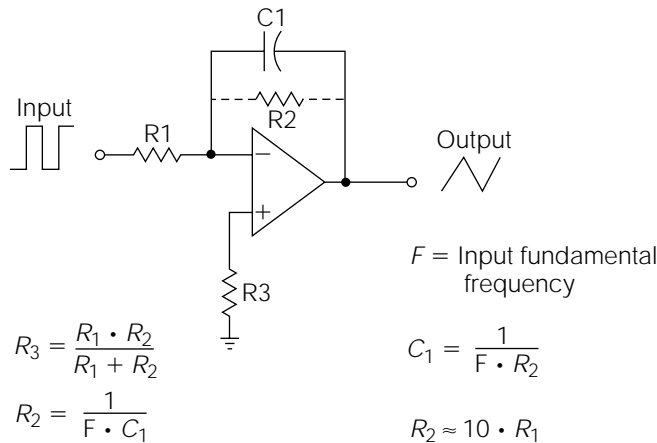 C1
R2
Input
R1
Output
−
+
R3
F = Input fundamental
frequency
R₃ = R₁ • R₂ / R₁ + R₂
C₁ = 1 / F • R₂
R₂ = 1 / F • C₁
R₂ ≈ 10 • R₁